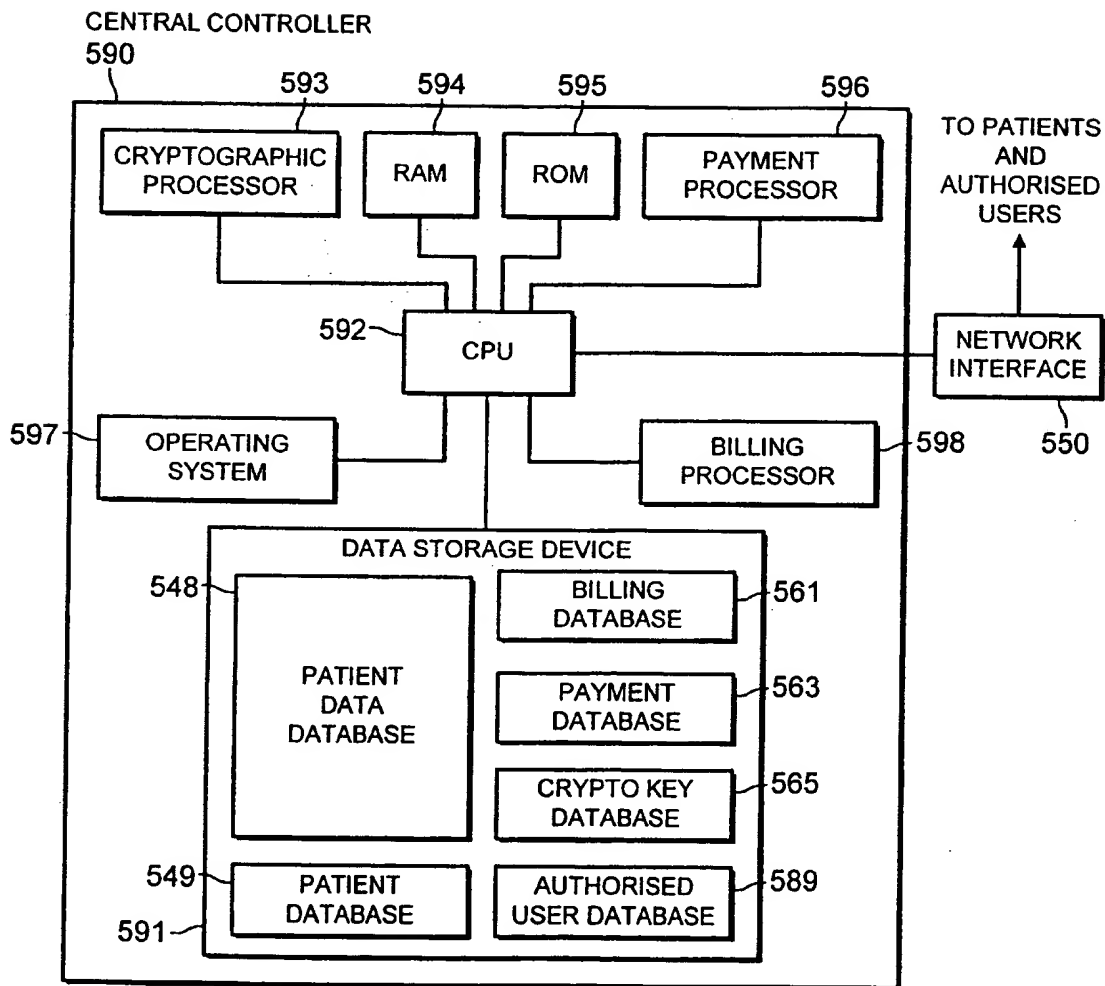 CENTRAL CONTROLLER
590
593
594
595
596
CRYPTOGRAPHIC
PROCESSOR
RAM
ROM
PAYMENT
PROCESSOR
TO PATIENTS
AND
AUTHORISED
USERS
592
CPU
NETWORK
INTERFACE
550
597
OPERATING
SYSTEM
BILLING
PROCESSOR
598
DATA STORAGE DEVICE
548
PATIENT
DATA
DATABASE
BILLING
DATABASE
561
PAYMENT
DATABASE
563
CRYPTO KEY
DATABASE
565
549
PATIENT
DATABASE
AUTHORISED
USER DATABASE
589
591